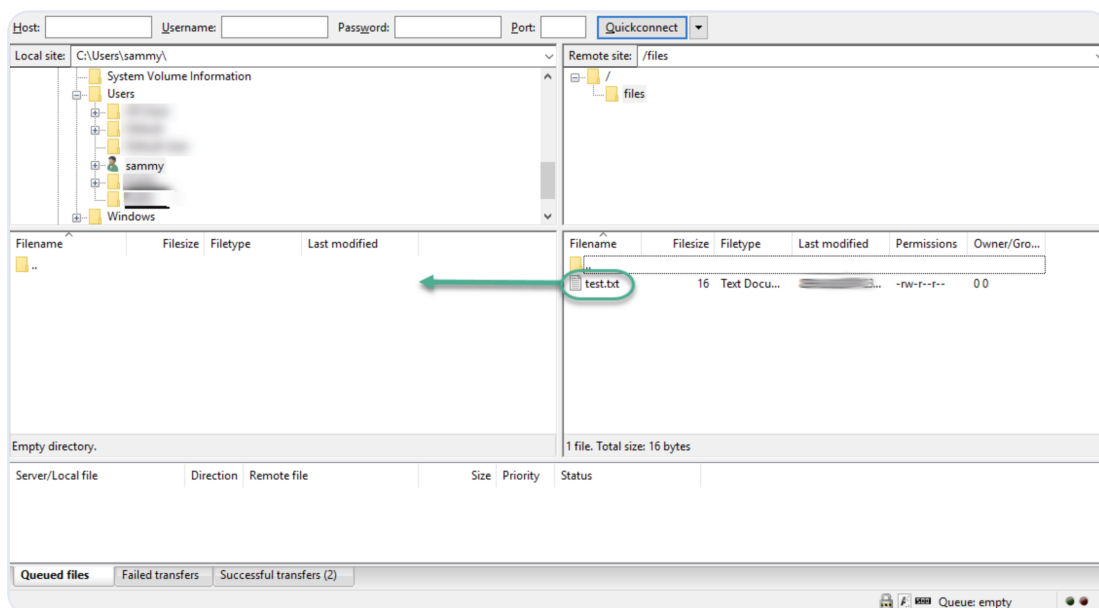 Host: Username: Password: Port: Quickconnect
Local site: C:\Users\sammy\
System Volume Information
Users
sammy
Windows
Remote site: /files
/
files
Filename Filesize Filetype Last modified
..
Empty directory.
Filename Filesize Filetype Last modified Permissions Owner/Gro...
..
test.txt 16 Text Docu... -rw-r--r-- 0 0
1 file. Total size: 16 bytes
Server/Local file Direction Remote file Size Priority Status
Queued files Failed transfers Successful transfers (2)
Queue: empty